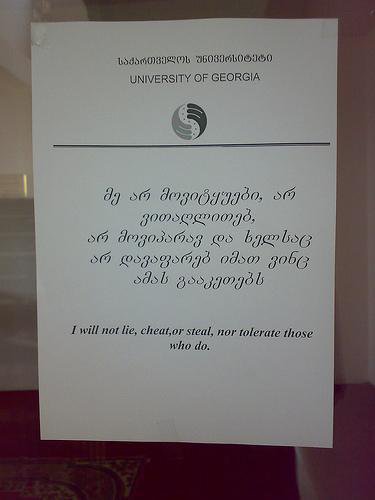 საქართველოს უნივერსიტეტი
UNIVERSITY OF GEORGIA
მე არ მოვიტყუები, არ
ვითაღლითებ,
არ მოვიპარავ და ხელსაც
არ დავაფარებ იმათ ვინც
ამას გააკეთებს
I will not lie, cheat,or steal, nor tolerate those
who do.